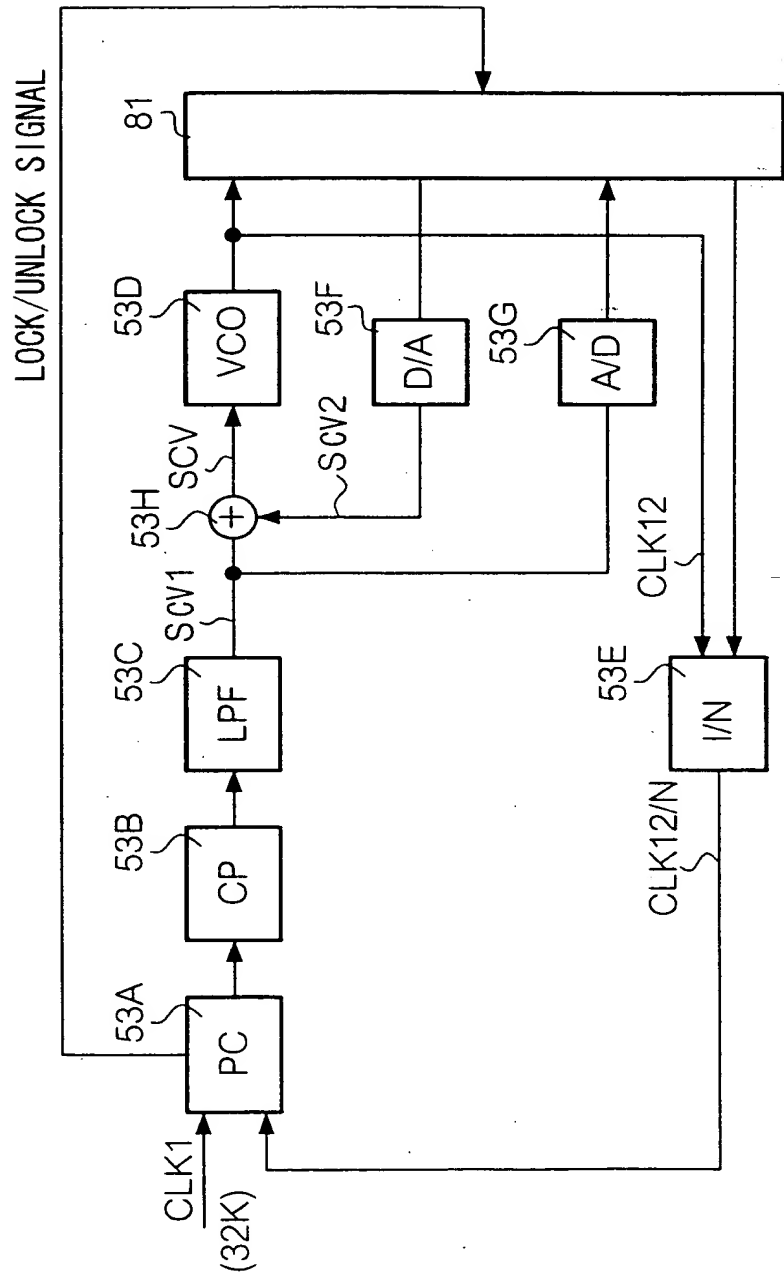 LOCK/UNLOCK SIGNAL
CLK1
(32K)
53A
PC
53B
CP
53C
LPF
SCV1
53H
+
SCV
53D
VCO
81
SCV2
53F
D/A
53G
A/D
CLK12
53E
I/N
CLK12/N